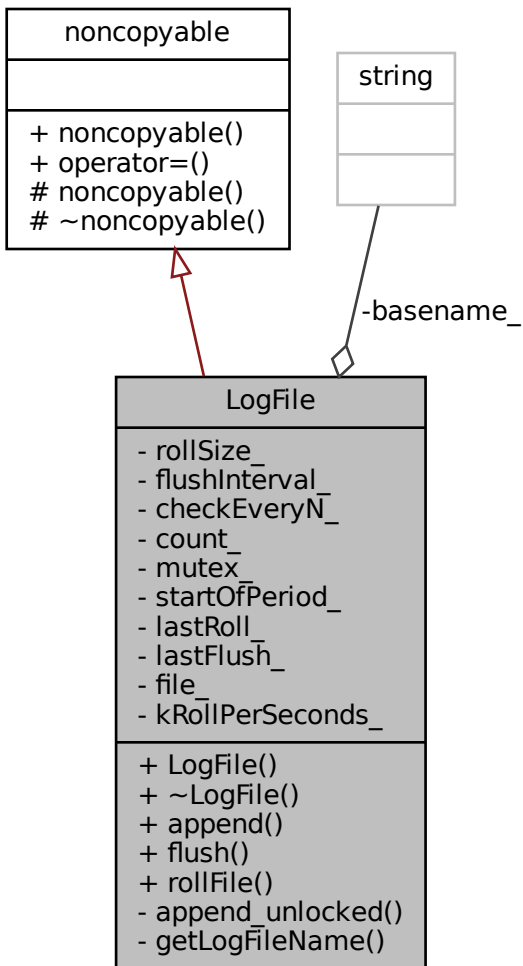 noncopyable
+ noncopyable()
+ operator=()
# noncopyable()
# ~noncopyable()
string
-basename_
LogFile
- rollSize_
- flushInterval_
- checkEveryN_
- count_
- mutex_
- startOfPeriod_
- lastRoll_
- lastFlush_
- file_
- kRollPerSeconds_
+ LogFile()
+ ~LogFile()
+ append()
+ flush()
+ rollFile()
- append_unlocked()
- getLogFileName()